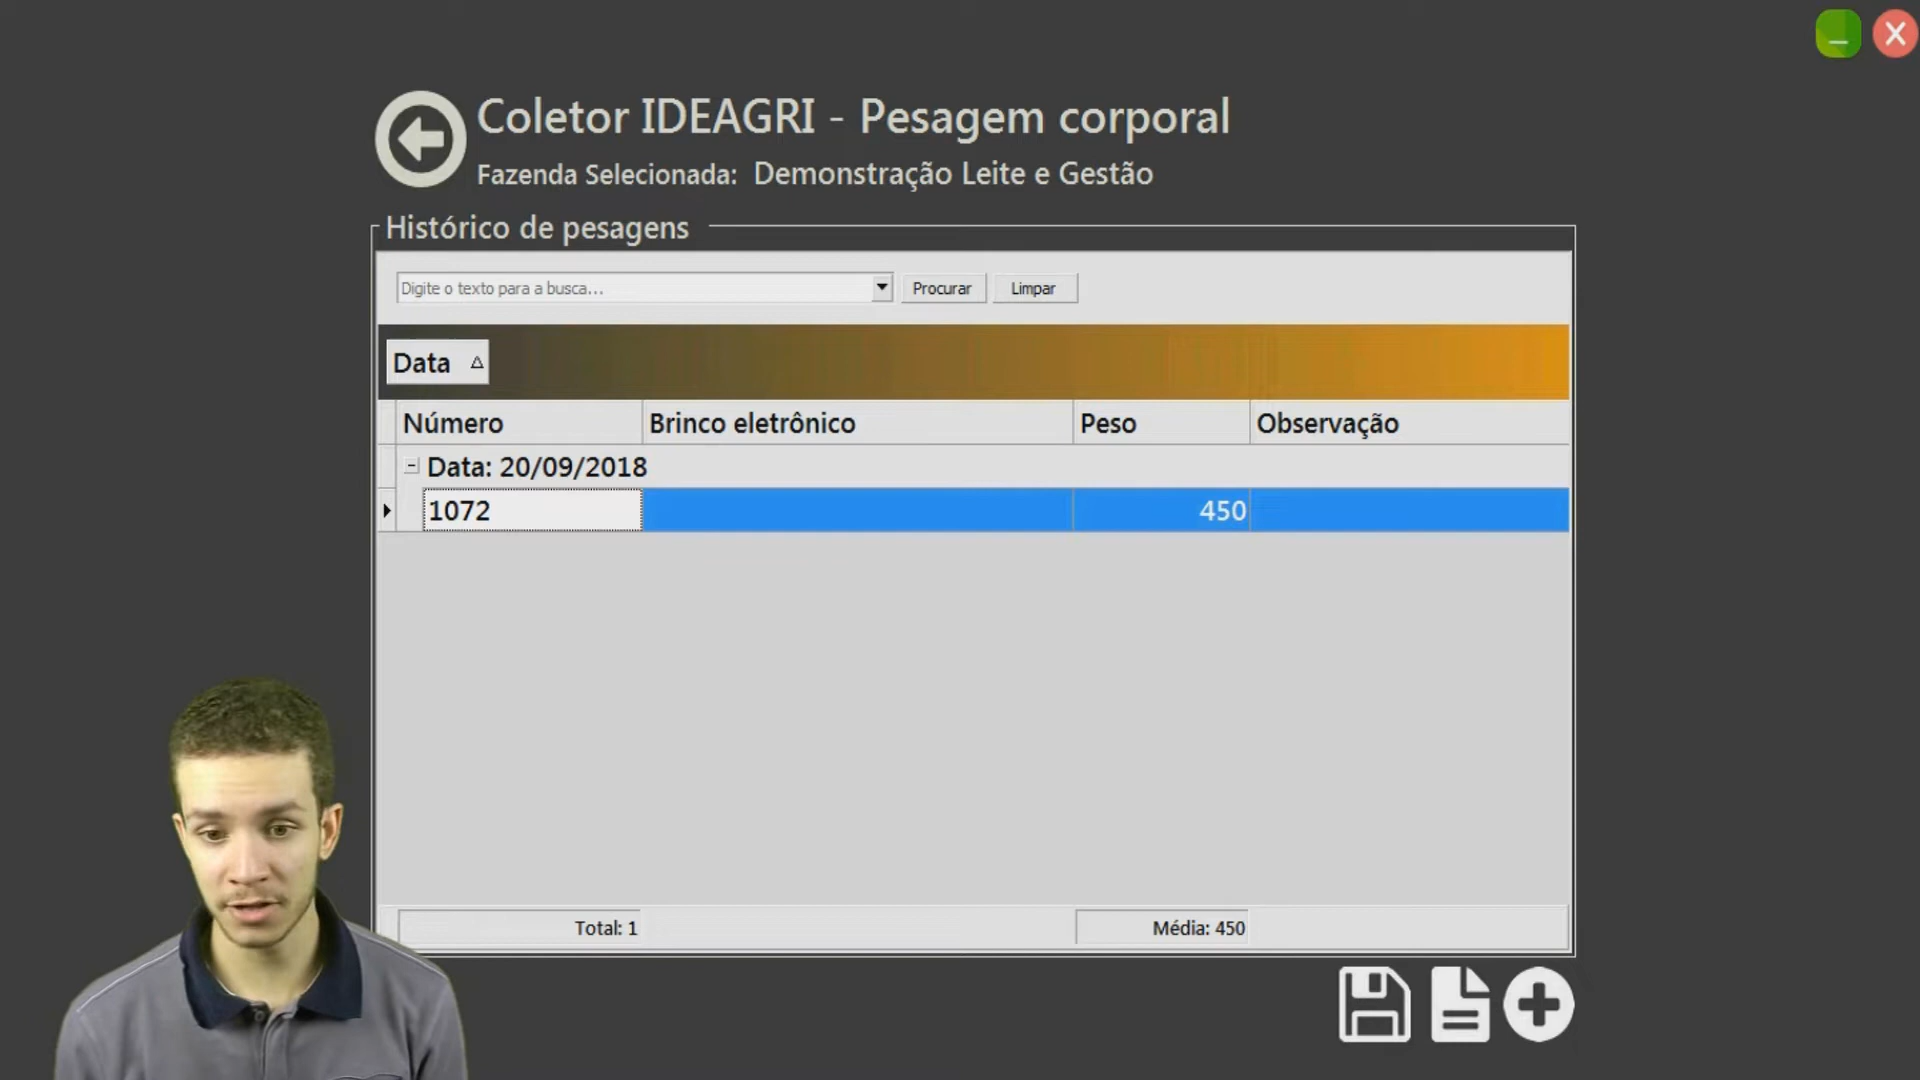 Coletor IDEAGRI - Pesagem corporal
Fazenda Selecionada: Demonstração Leite e Gestão
Histórico de pesagens
Digite o texto para a busca...
Procurar
Limpar
Data
Número Brinco eletrônico Peso Observação
Data: 20/09/2018
1072 450
Total: 1 Média: 450